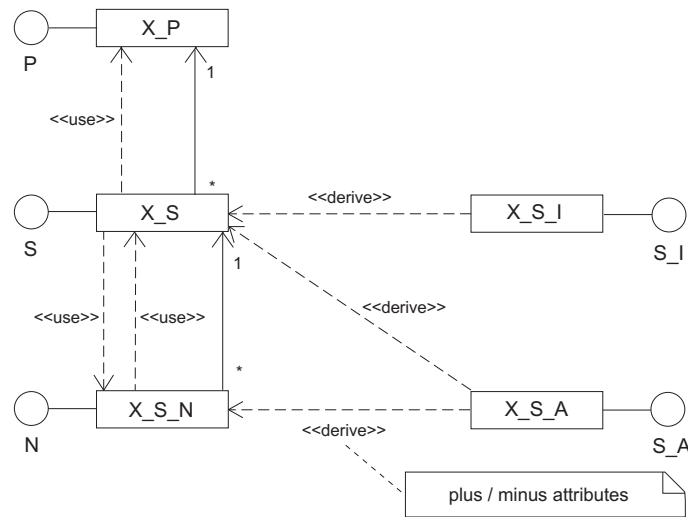 X_P
P
1
<<use>>
*
X_S
S
<<derive>>
X_S_I
S_I
1
<<derive>>
<<use>>
<<use>>
*
X_S_N
N
<<derive>>
X_S_A
S_A
plus / minus attributes